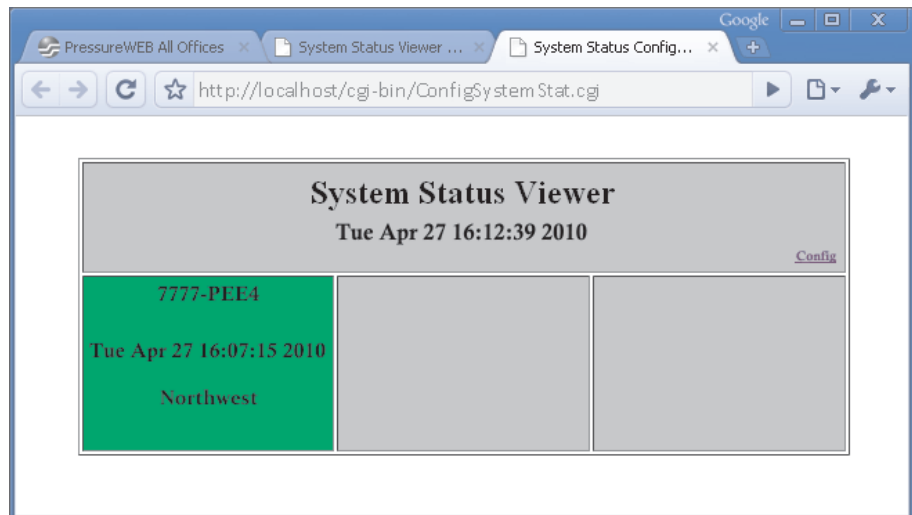 Google
PressureWEB All Offices
System Status Viewer ...
System Status Config...
http://localhost/cgi-bin/ConfigSystemStat.cgi
System Status Viewer
Tue Apr 27 16:12:39 2010
Config
7777-PEE4
Tue Apr 27 16:07:15 2010
Northwest